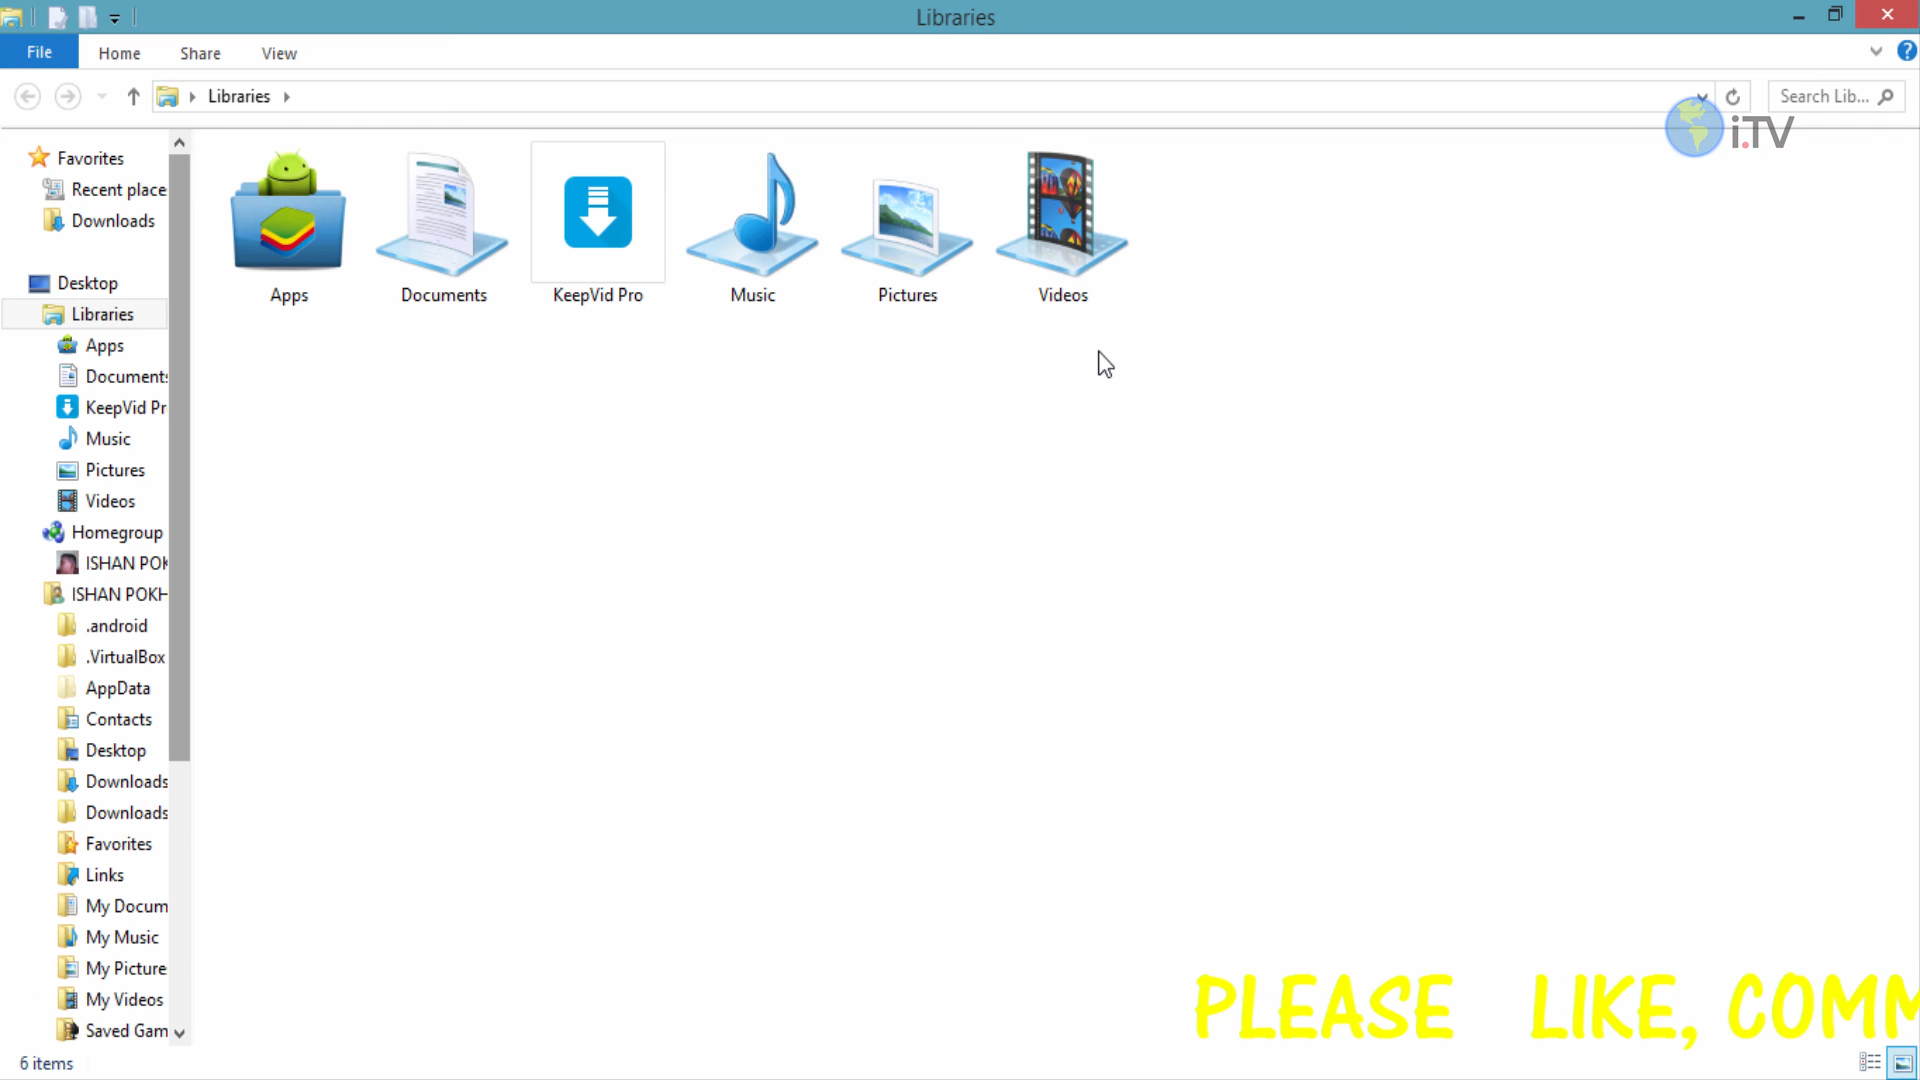 Libraries
File Home Share View
Libraries
Search Lib...
i.TV
Favorites
Recent place
Downloads
Desktop
Libraries
Apps
Documents
KeepVid Pr
Music
Pictures
Videos
Homegroup
ISHAN POK
ISHAN POKH
.android
.VirtualBox
AppData
Contacts
Desktop
Downloads
Downloads
Favorites
Links
My Docum
My Music
My Picture
My Videos
Saved Gam
Apps Documents KeepVid Pro Music Pictures Videos
PLEASE LIKE, COMM
6 items